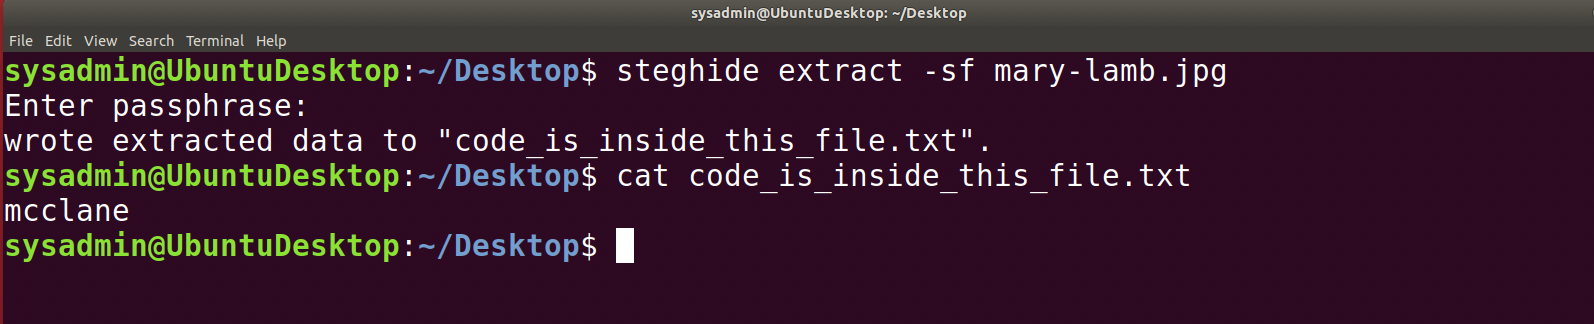 sysadmin@UbuntuDesktop: ~/Desktop
File Edit View Search Terminal Help
sysadmin@UbuntuDesktop:~/Desktop$ steghide extract -sf mary-lamb.jpg
Enter passphrase:
wrote extracted data to "code_is_inside_this_file.txt".
sysadmin@UbuntuDesktop:~/Desktop$ cat code_is_inside_this_file.txt
mcclane
sysadmin@UbuntuDesktop:~/Desktop$